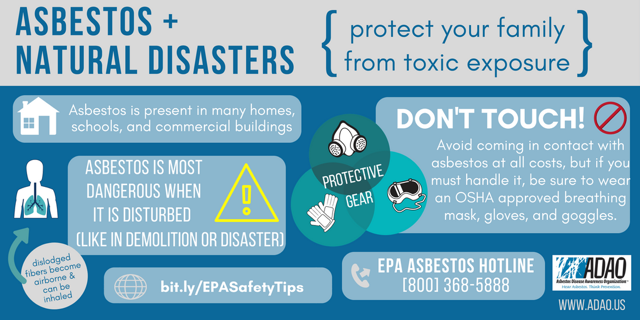 ASBESTOS +
NATURAL DISASTERS
protect your family
from toxic exposure
Asbestos is present in many homes,
schools, and commercial buildings
ASBESTOS IS MOST
DANGEROUS WHEN
IT IS DISTURBED
(LIKE IN DEMOLITION OR DISASTER)
dislodged
fibers become
airborne &
can be
inhaled
bit.ly/EPASafetyTips
PROTECTIVE
GEAR
DON'T TOUCH!
Avoid coming in contact with
asbestos at all costs, but if you
must handle it, be sure to wear
an OSHA approved breathing
mask, gloves, and goggles.
EPA ASBESTOS HOTLINE
(800) 368-5888
ADAO
Asbestos Disease Awareness Organization
WWW.ADAO.US